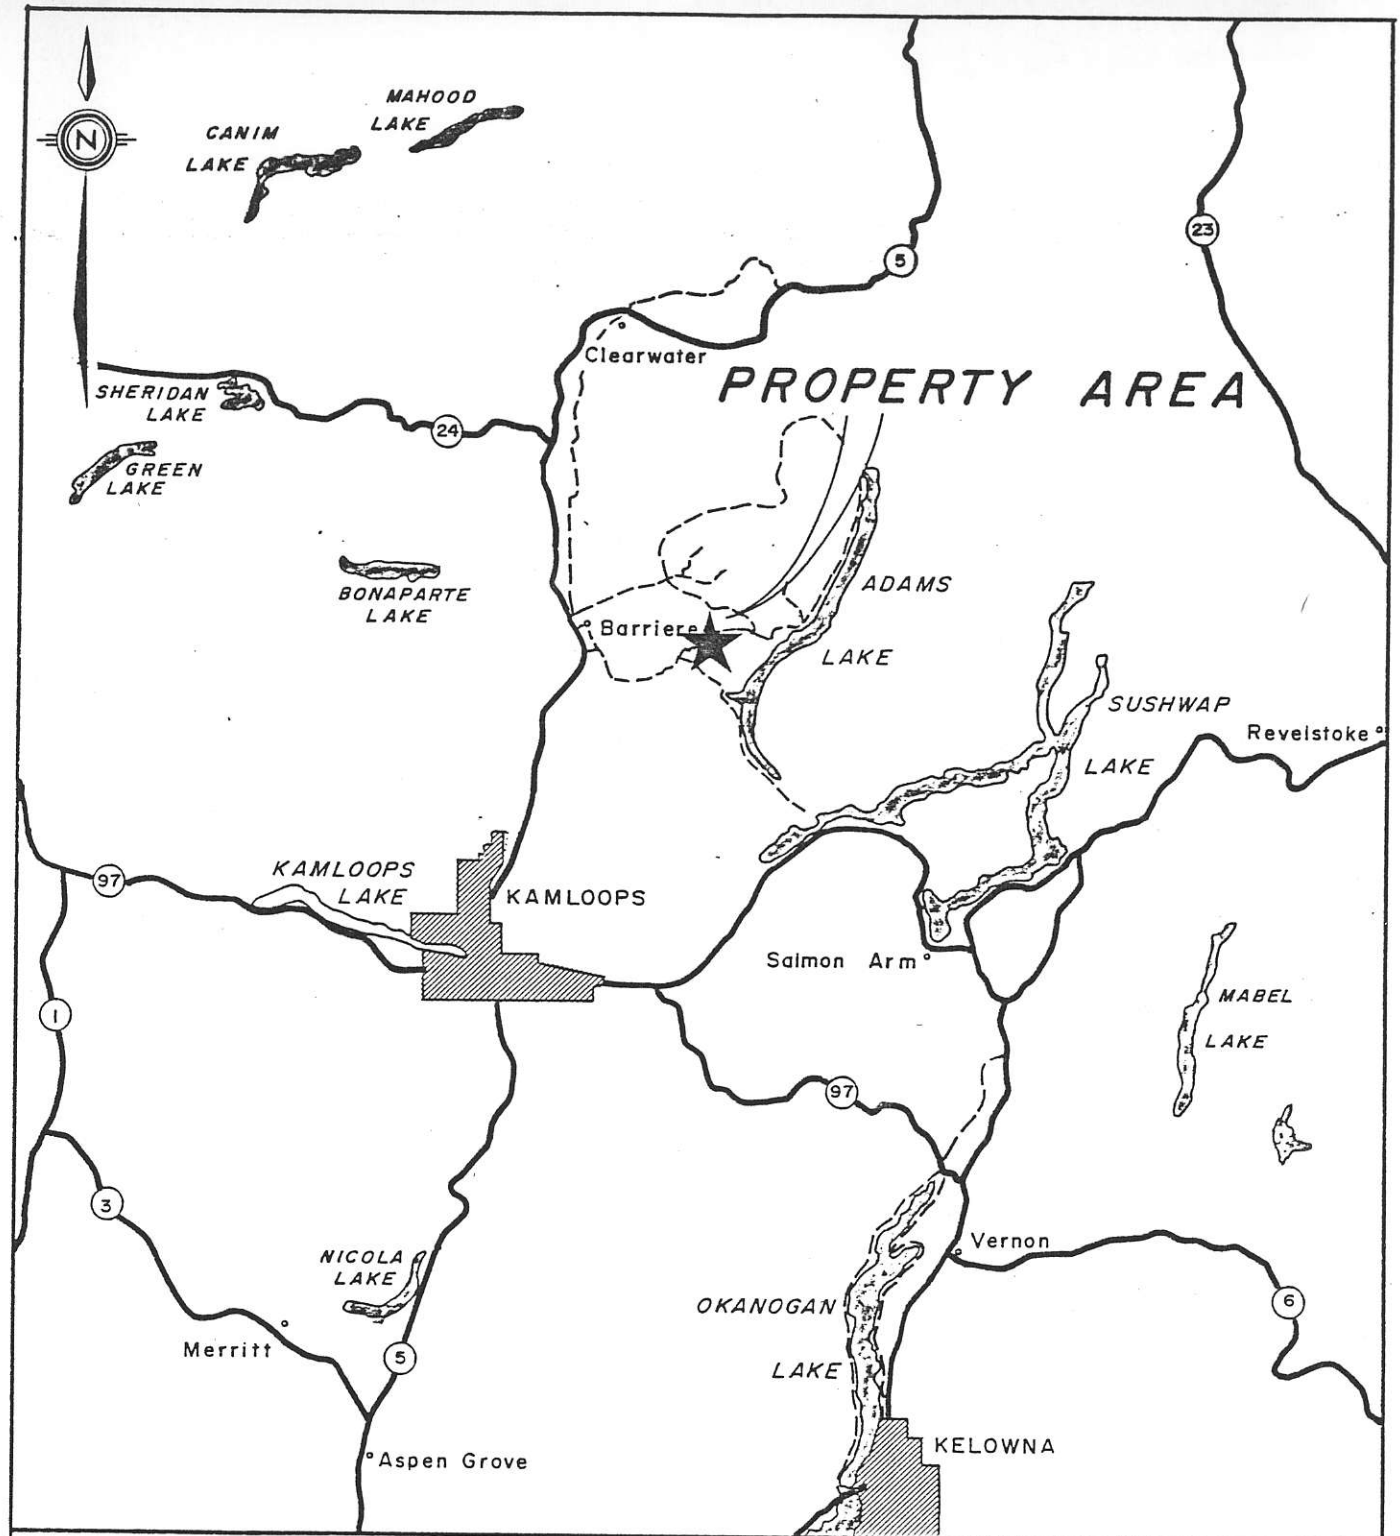 N
MAHOOD
LAKE
CANIM
LAKE
23
5
Clearwater
PROPERTY AREA
SHERIDAN
LAKE
24
GREEN
LAKE
BONAPARTE
LAKE
ADAMS
LAKE
Barriere
SUSHWAP
LAKE
Revelstoke
KAMLOOPS
LAKE
97
KAMLOOPS
Salmon Arm
MABEL
LAKE
1
97
3
Vernon
NICOLA
LAKE
OKANOGAN
LAKE
6
Merritt
5
KELOWNA
Aspen Grove